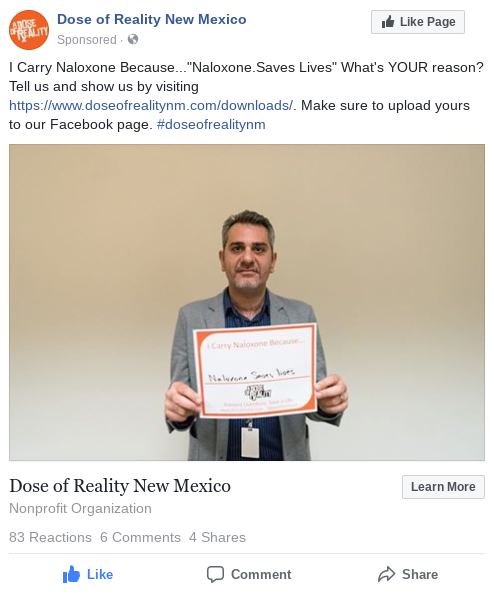 Dose of Reality New Mexico
Like Page
Sponsored ·
I Carry Naloxone Because..."Naloxone.Saves Lives" What's YOUR reason?
Tell us and show us by visiting
https://www.doseofrealitynm.com/downloads/. Make sure to upload yours
to our Facebook page. #doseofrealitynm
A DOSE
OF REALITY
I Carry Naloxone Because...
Naloxone Saves lives
A DOSE
OF REALITY
Dose of Reality New Mexico
Learn More
Nonprofit Organization
83 Reactions 6 Comments 4 Shares
Like Comment Share